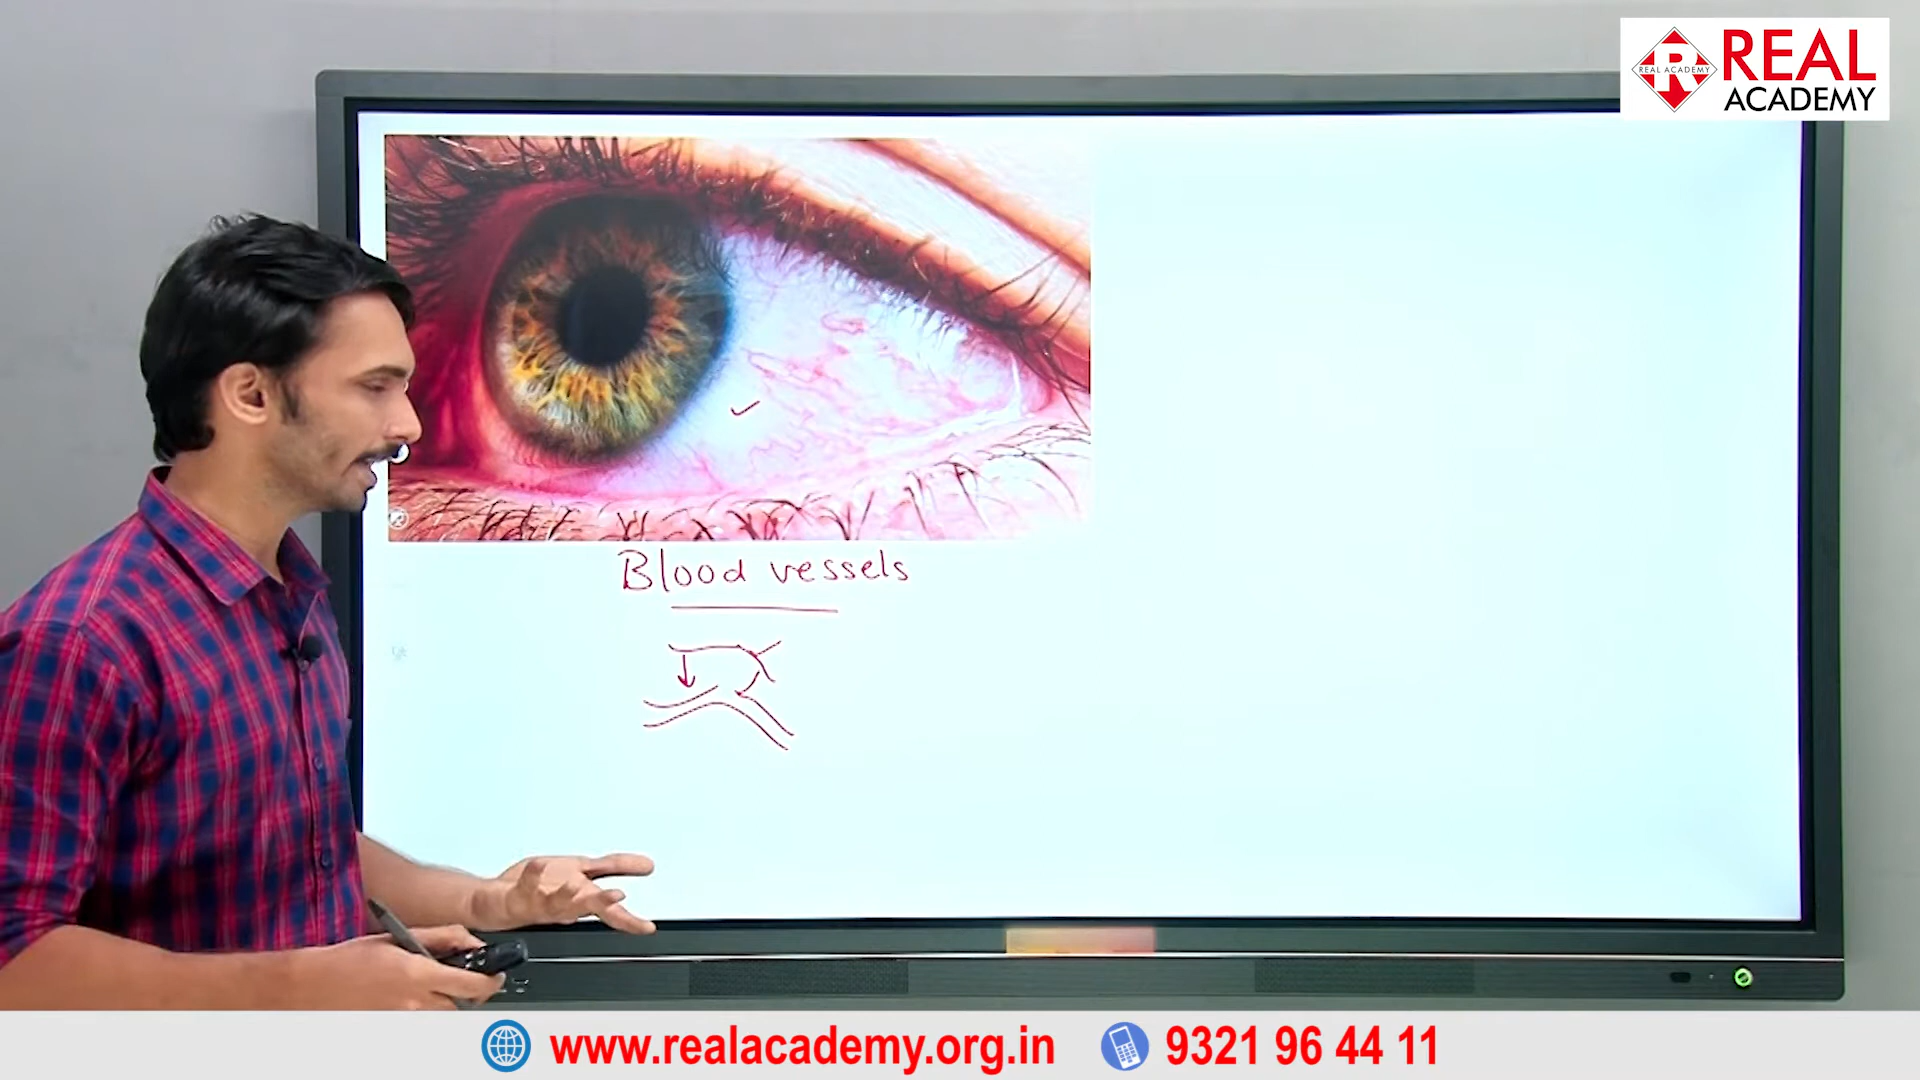 REAL ACADEMY
REAL
ACADEMY
Blood vessels
www.realacademy.org.in
9321 96 44 11